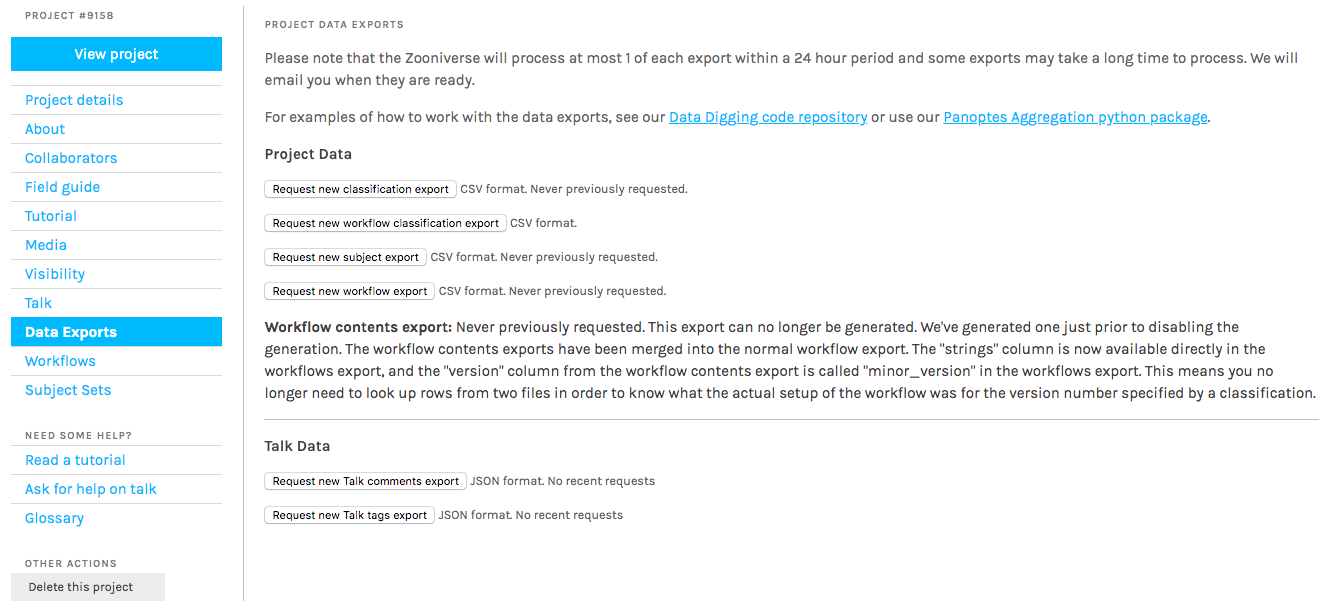 PROJECT #9158
View project
Project details
About
Collaborators
Field guide
Tutorial
Media
Visibility
Talk
Data Exports
Workflows
Subject Sets
NEED SOME HELP?
Read a tutorial
Ask for help on talk
Glossary
OTHER ACTIONS
Delete this project
PROJECT DATA EXPORTS
Please note that the Zooniverse will process at most 1 of each export within a 24 hour period and some exports may take a long time to process. We will
email you when they are ready.
For examples of how to work with the data exports, see our Data Digging code repository or use our Panoptes Aggregation python package.
Project Data
Request new classification export CSV format. Never previously requested.
Request new workflow classification export CSV format.
Request new subject export CSV format. Never previously requested.
Request new workflow export CSV format. Never previously requested.
Workflow contents export: Never previously requested. This export can no longer be generated. We've generated one just prior to disabling the
generation. The workflow contents exports have been merged into the normal workflow export. The "strings" column is now available directly in the
workflows export, and the "version" column from the workflow contents export is called "minor_version" in the workflows export. This means you no
longer need to look up rows from two files in order to know what the actual setup of the workflow was for the version number specified by a classification.
Talk Data
Request new Talk comments export JSON format. No recent requests
Request new Talk tags export JSON format. No recent requests